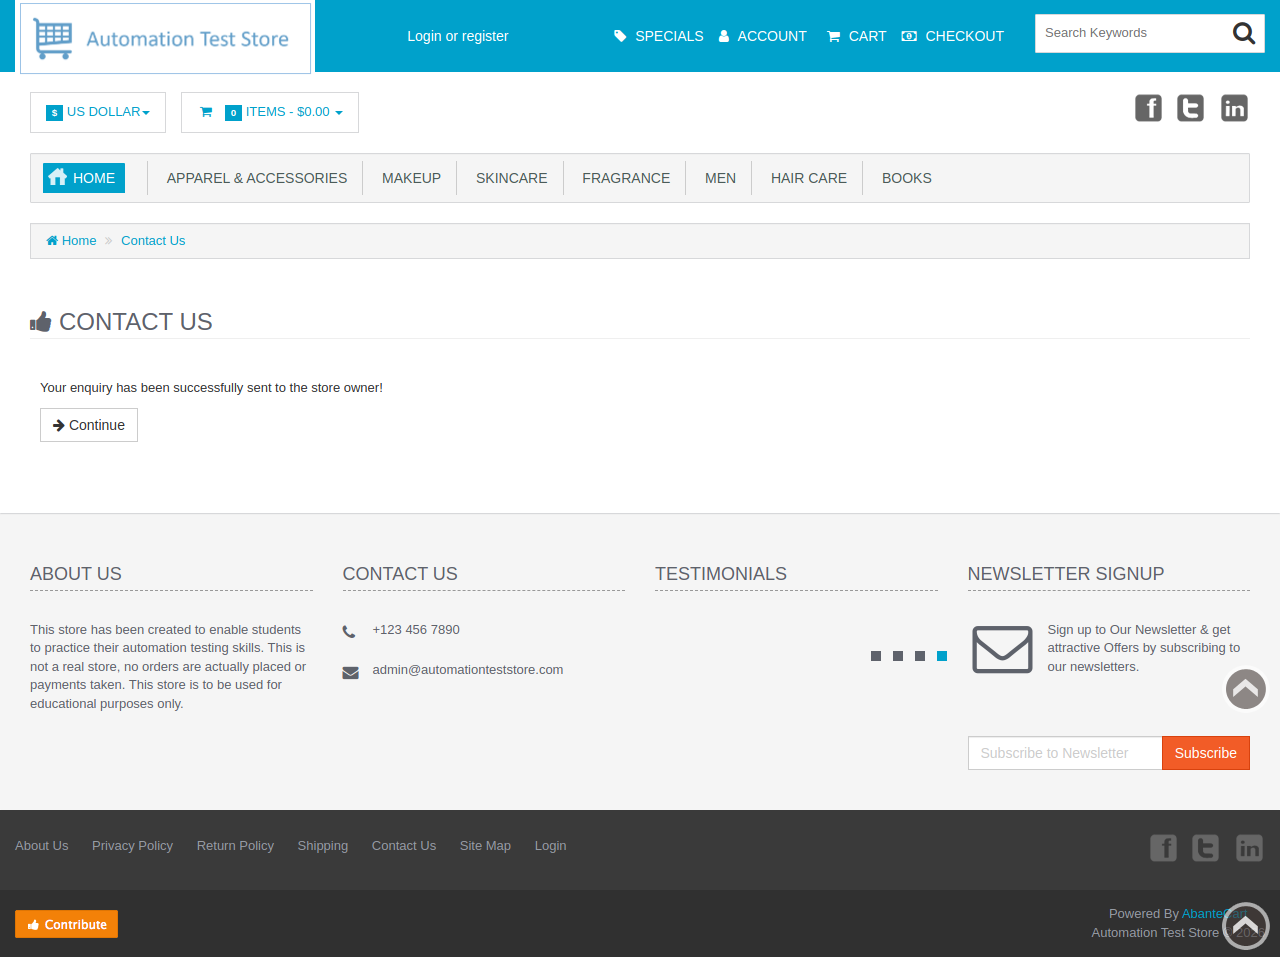 Automation Test Store
Login or register
SPECIALS
ACCOUNT
CART
CHECKOUT
Search Keywords
$ US DOLLAR
0 ITEMS - $0.00
HOME
APPAREL & ACCESSORIES
MAKEUP
SKINCARE
FRAGRANCE
MEN
HAIR CARE
BOOKS
Home » Contact Us
CONTACT US
Your enquiry has been successfully sent to the store owner!
Continue
ABOUT US
This store has been created to enable students
to practice their automation testing skills. This is
not a real store, no orders are actually placed or
payments taken. This store is to be used for
educational purposes only.
CONTACT US
+123 456 7890
admin@automationteststore.com
TESTIMONIALS
NEWSLETTER SIGNUP
Sign up to Our Newsletter & get
attractive Offers by subscribing to
our newsletters.
Subscribe to Newsletter
Subscribe
About Us
Privacy Policy
Return Policy
Shipping
Contact Us
Site Map
Login
Contribute
Powered By
Automation Test Store ©